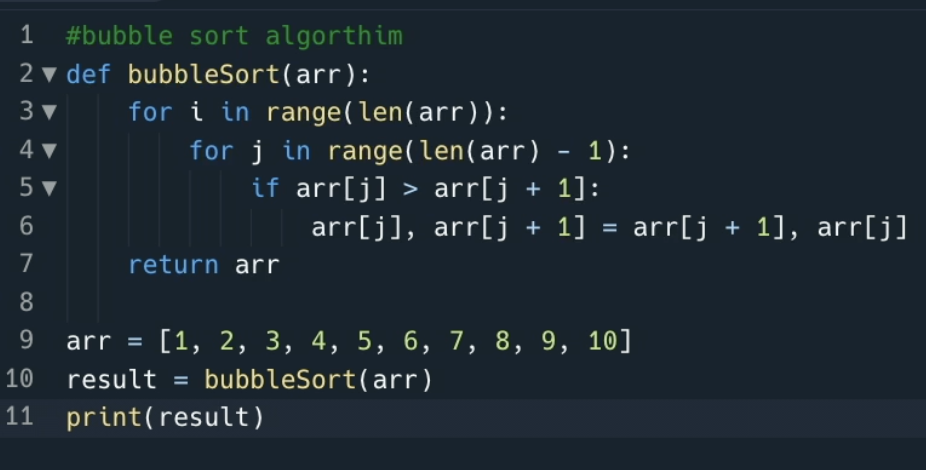 1 #bubble sort algorthim
2 def bubbleSort(arr):
3     for i in range(len(arr)):
4         for j in range(len(arr) - 1):
5             if arr[j] > arr[j + 1]:
6                 arr[j], arr[j + 1] = arr[j + 1], arr[j]
7     return arr
8
9 arr = [1, 2, 3, 4, 5, 6, 7, 8, 9, 10]
10 result = bubbleSort(arr)
11 print(result)